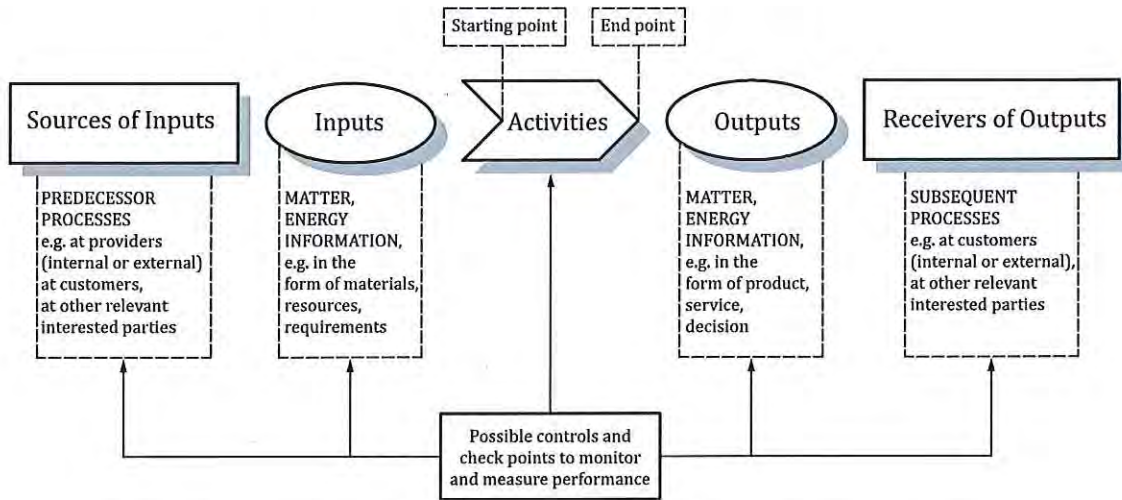 Starting point
End point
Sources of Inputs
Inputs
Activities
Outputs
Receivers of Outputs
PREDECESSOR
PROCESSES
e.g. at providers
(internal or external)
at customers,
at other relevant
interested parties
MATTER,
ENERGY
INFORMATION,
e.g. in the
form of materials,
resources,
requirements
MATTER,
ENERGY
INFORMATION,
e.g. in the
form of product,
service,
decision
SUBSEQUENT
PROCESSES
e.g. at customers
(internal or external),
at other relevant
interested parties
Possible controls and
check points to monitor
and measure performance